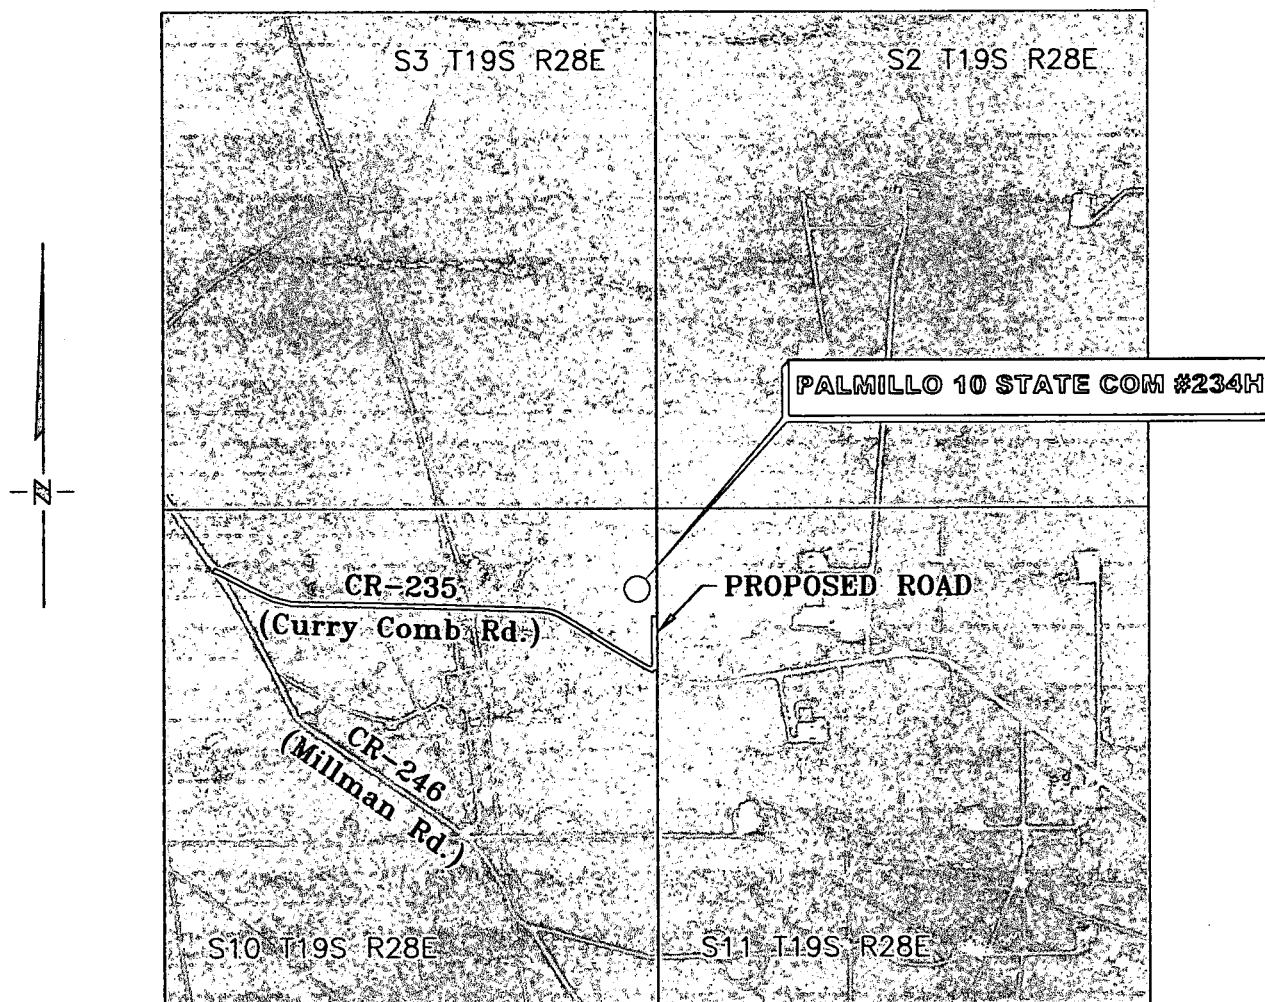 S3 T19S R28E
S2 T19S R28E
PALMILLO 10 STATE COM #234H
N
CR-235
(Curry Comb Rd.)
PROPOSED ROAD
CR-246
(Millman Rd.)
S10 T19S R28E
S11 T19S R28E